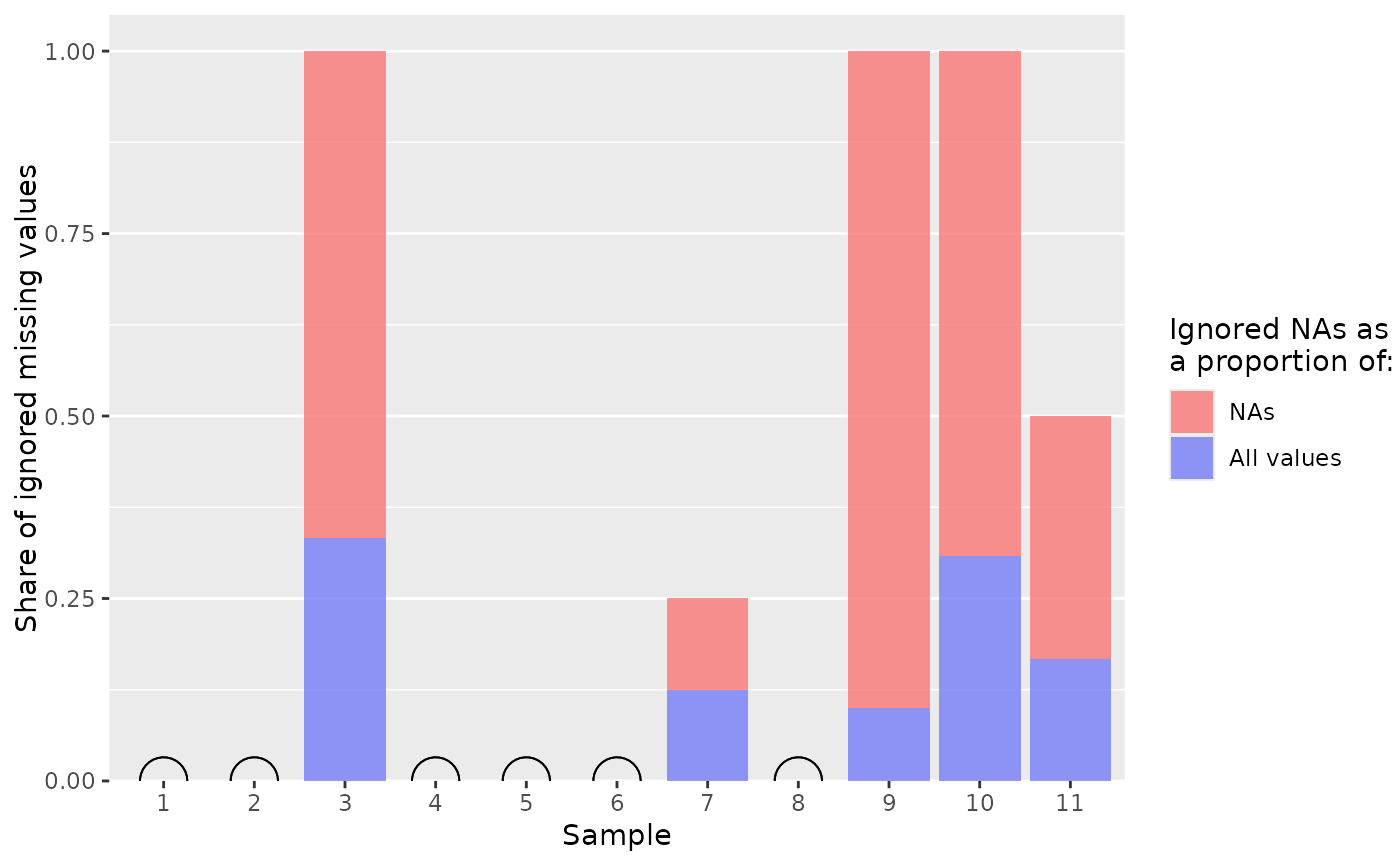 Share of ignored missing values
1.00
0.75
0.50
0.25
0.00
1 2 3 4 5 6 7 8 9 10 11
Sample
Ignored NAs as
a proportion of:
NAs
All values